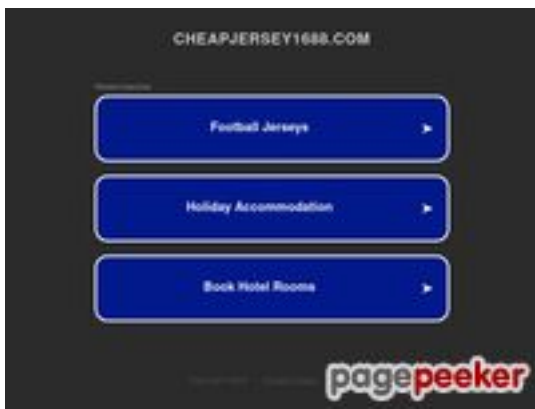 CHEAPJERSEY1688.COM
Football Jerseys
Holiday Accommodation
Book Hotel Rooms
pagepeeker